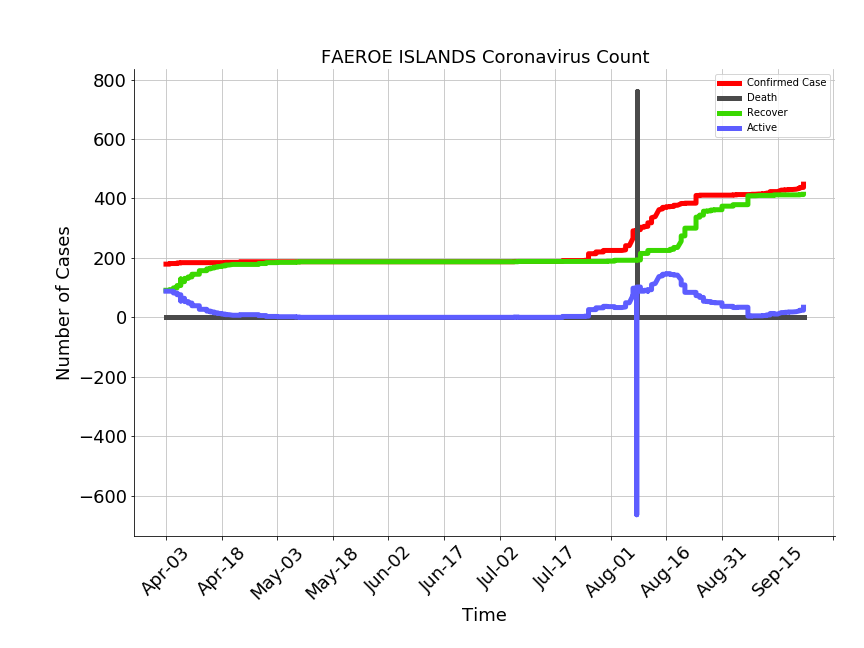 FAEROE ISLANDS Coronavirus Count
Confirmed Case
Death
Recover
Active
Number of Cases
800
600
400
200
0
−200
−400
−600
Apr-03
Apr-18
May-03
May-18
Jun-02
Jun-17
Jul-02
Jul-17
Aug-01
Aug-16
Aug-31
Sep-15
Time